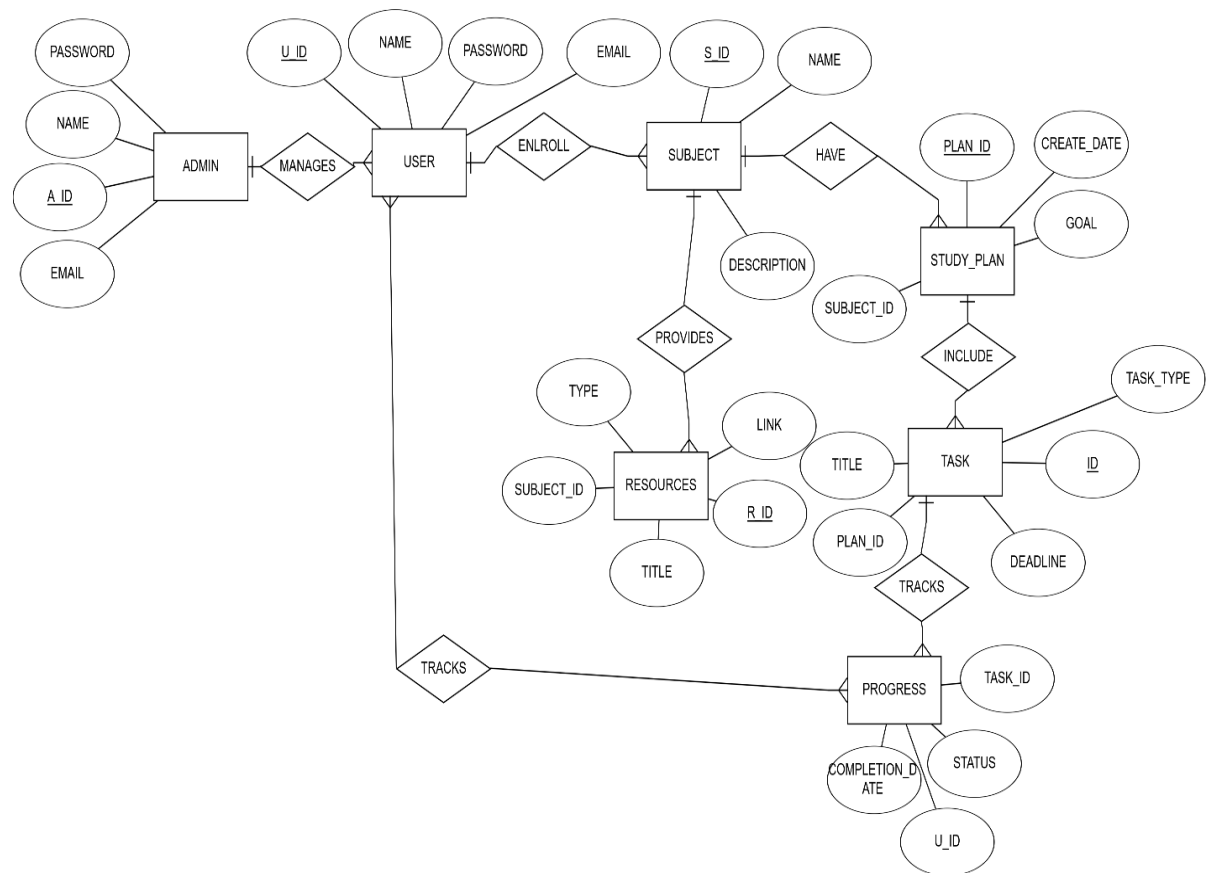 PASSWORD
NAME
A_ID
EMAIL
ADMIN
MANAGES
U_ID
NAME
PASSWORD
EMAIL
USER
ENLROLL
S_ID
NAME
SUBJECT
DESCRIPTION
HAVE
PLAN_ID
CREATE_DATE
GOAL
STUDY_PLAN
SUBJECT_ID
PROVIDES
INCLUDE
TYPE
LINK
SUBJECT_ID
RESOURCES
R_ID
TITLE
TASK_TYPE
TITLE
TASK
ID
PLAN_ID
DEADLINE
TRACKS
TRACKS
PROGRESS
TASK_ID
STATUS
COMPLETION_D
ATE
U_ID